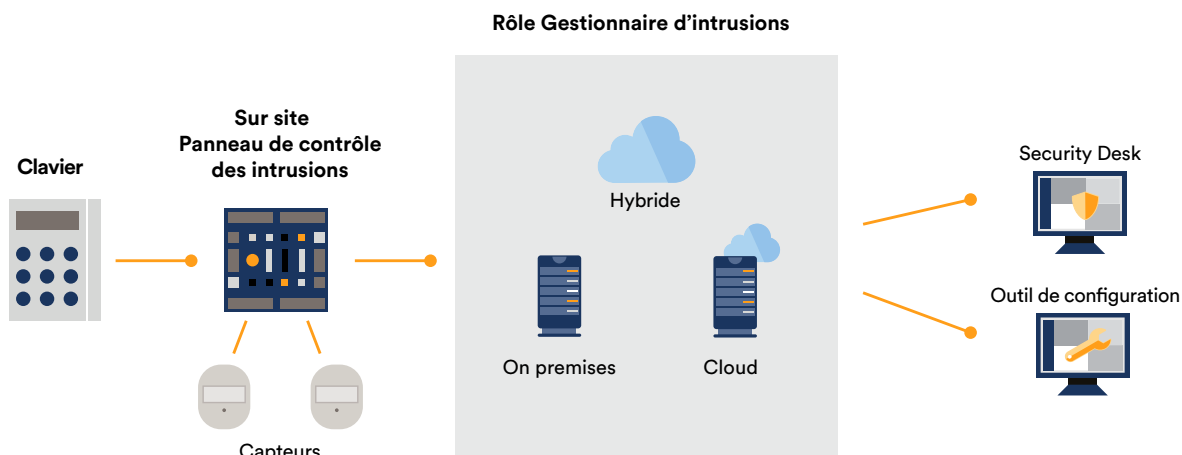 Rôle Gestionnaire d’intrusions
Sur site
Panneau de contrôle
des intrusions
Clavier
Capteurs
Hybride
On premises
Cloud
Security Desk
Outil de configuration